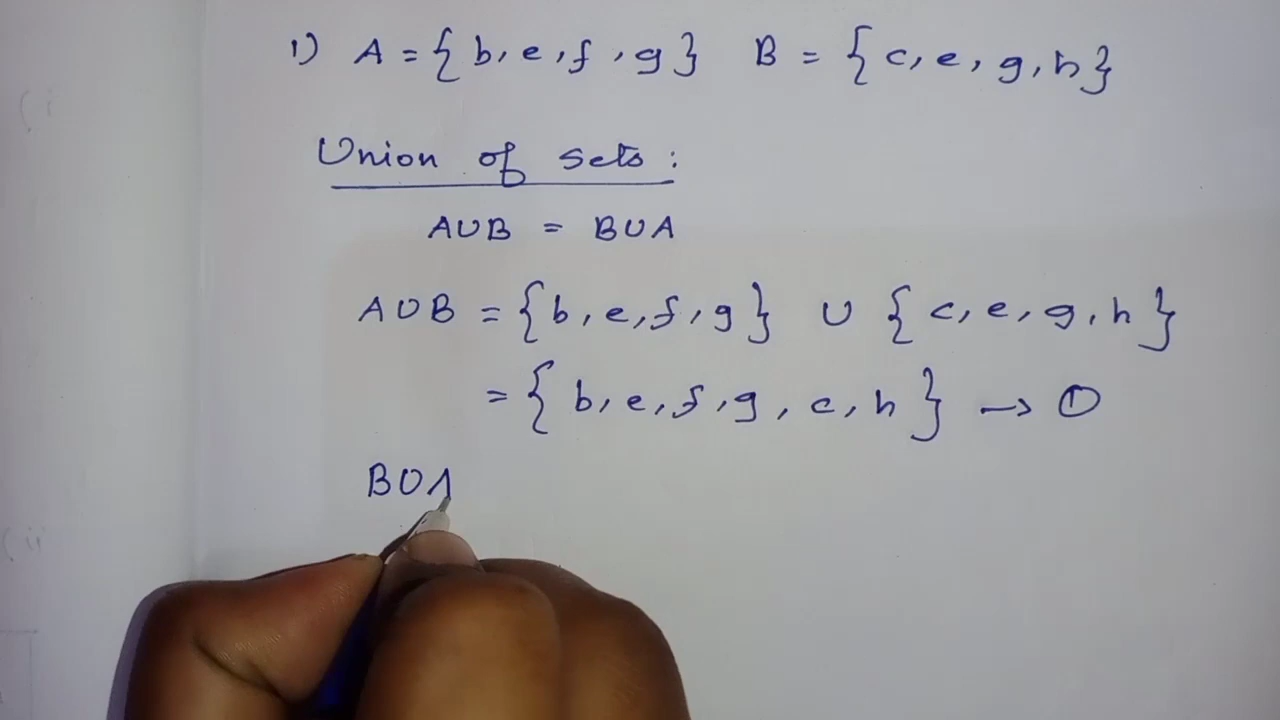 1) A = { b, e, f, g } B = { c, e, g, h }
Union of sets :
A∪B = B∪A
A∪B = { b, e, f, g } ∪ { c, e, g, h }
= { b, e, f, g, c, h } → ①
B∪A